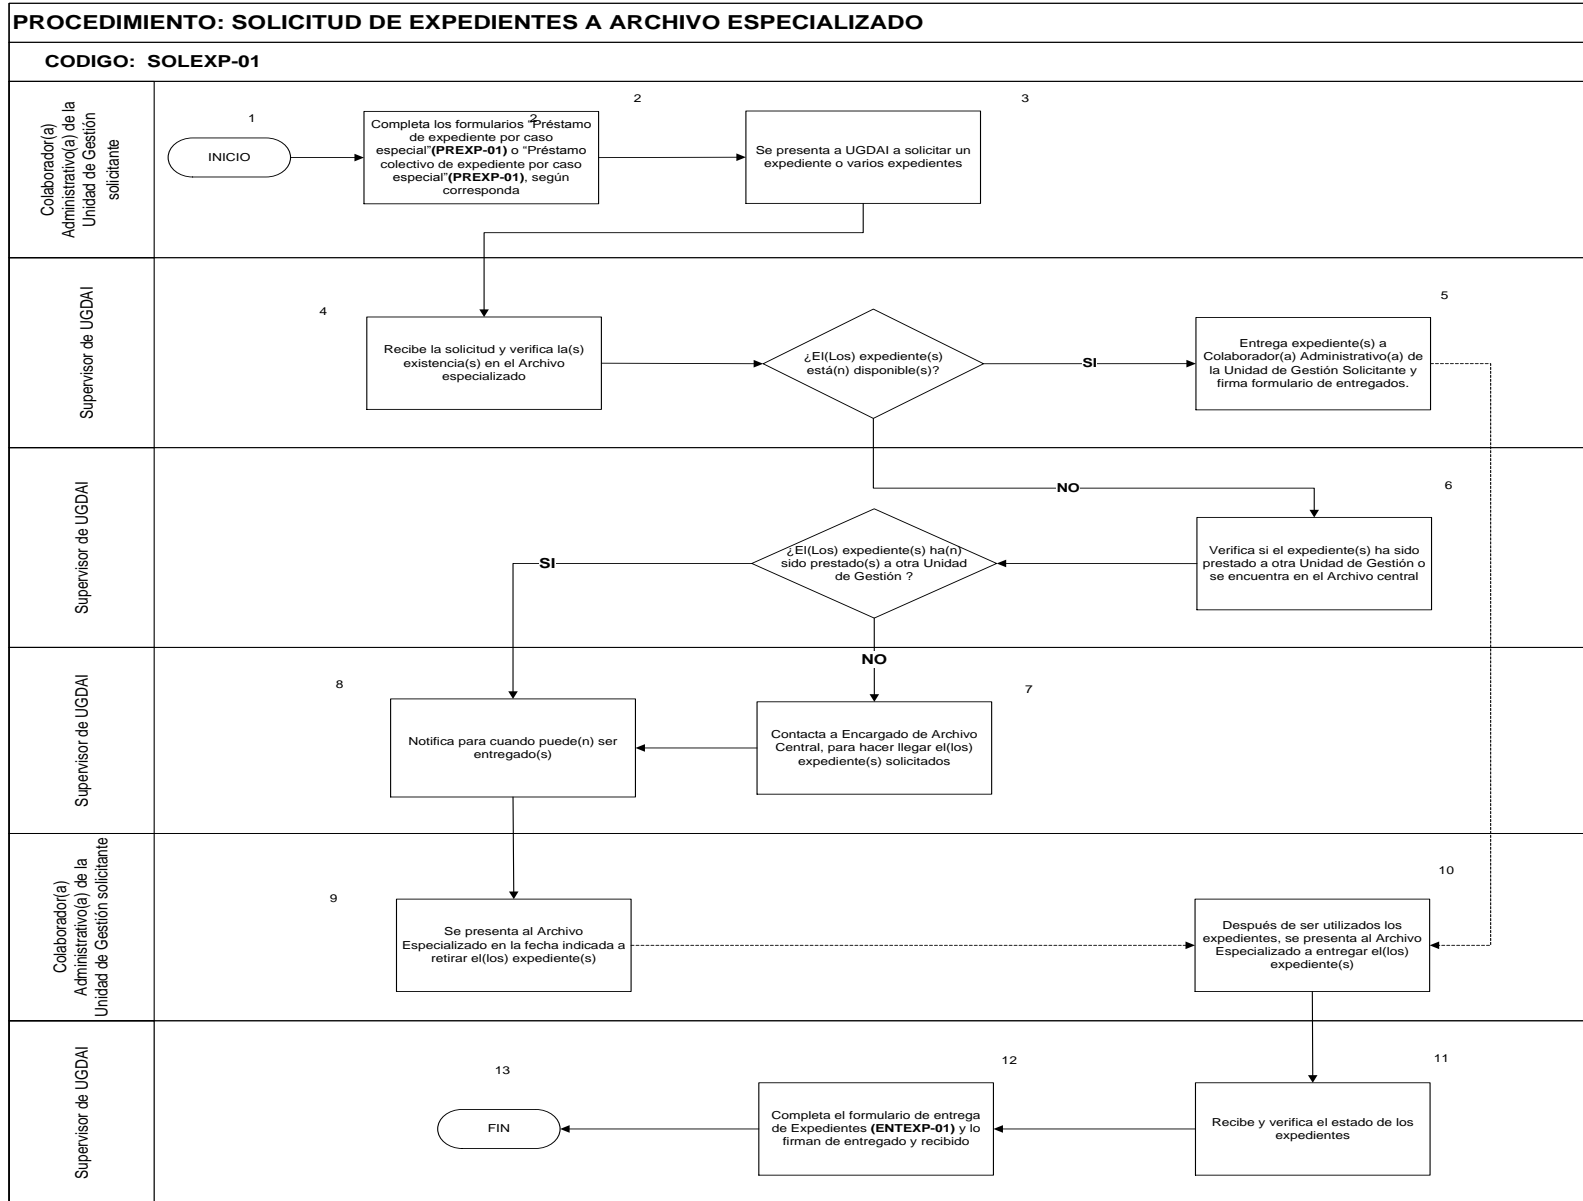 PROCEDIMIENTO: SOLICITUD DE EXPEDIENTES A ARCHIVO ESPECIALIZADO
CODIGO: SOLEXP-01
Colaborador(a)
Administrativo(a) de la
Unidad de Gestión
solicitante
1
INICIO
2
2
Completa los formularios “Préstamo
de expediente por caso
especial”(PREXP-01) o “Préstamo
colectivo de expediente por caso
especial”(PREXP-01), según
corresponda
3
Se presenta a UGDAI a solicitar un
expediente o varios expedientes
Supervisor de UGDAI
4
Recibe la solicitud y verifica la(s)
existencia(s) en el Archivo
especializado
¿El(Los) expediente(s)
está(n) disponible(s)?
SI
5
Entrega expediente(s) a
Colaborador(a) Administrativo(a) de
la Unidad de Gestión Solicitante y
firma formulario de entregados.
Supervisor de UGDAI
NO
6
Verifica si el expediente(s) ha sido
prestado a otra Unidad de Gestión o
se encuentra en el Archivo central
¿El(Los) expediente(s) ha(n)
sido prestado(s) a otra Unidad
de Gestión ?
SI
NO
Supervisor de UGDAI
8
Notifica para cuando puede(n) ser
entregado(s)
7
Contacta a Encargado de Archivo
Central, para hacer llegar el(los)
expediente(s) solicitados
Colaborador(a)
Administrativo(a) de la
Unidad de Gestión solicitante
9
Se presenta al Archivo
Especializado en la fecha indicada a
retirar el(los) expediente(s)
10
Después de ser utilizados los
expedientes, se presenta al Archivo
Especializado a entregar el(los)
expediente(s)
Supervisor de UGDAI
13
FIN
12
Completa el formulario de entrega
de Expedientes (ENTEXP-01) y lo
firman de entregado y recibido
11
Recibe y verifica el estado de los
expedientes